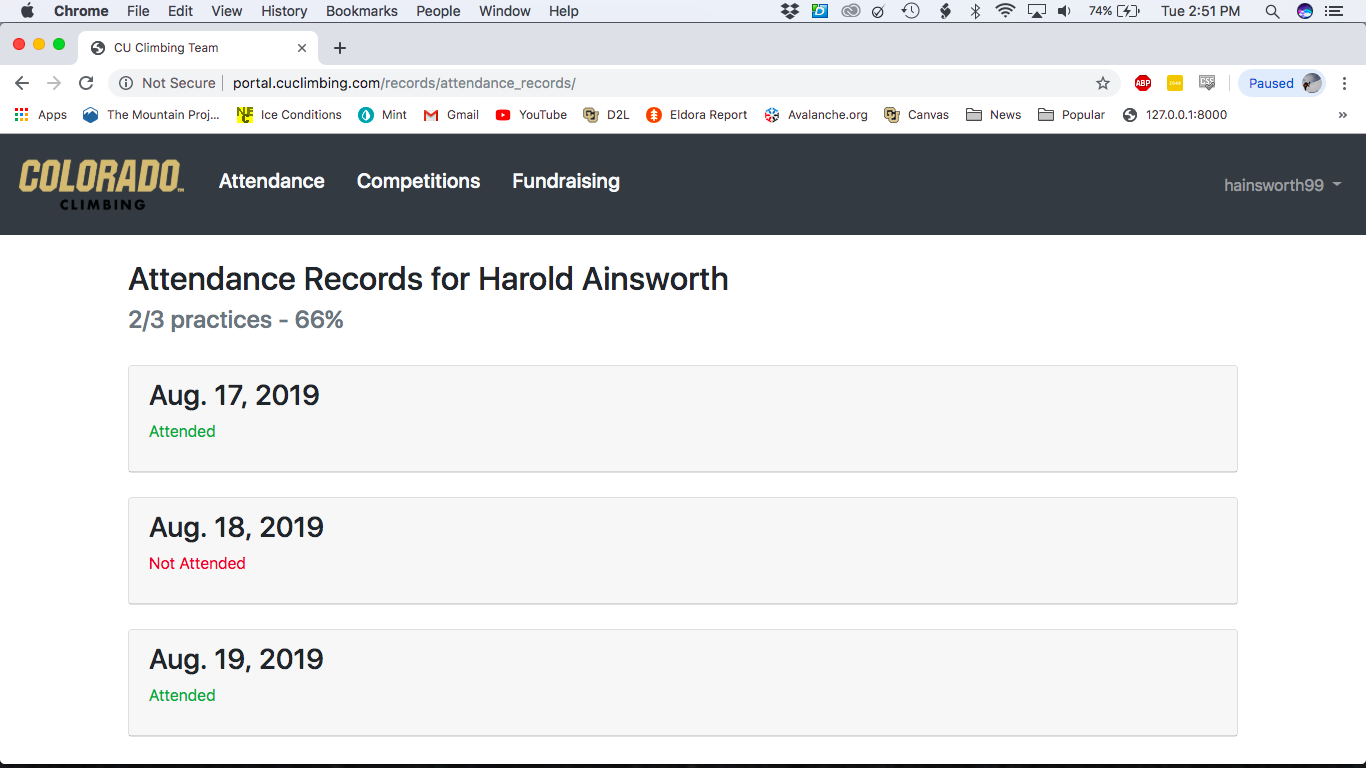 Chrome File Edit View History Bookmarks People Window Help 74% Tue 2:51 PM
CU Climbing Team
Not Secure portal.cuclimbing.com/records/attendance_records/ ABP CSS Paused
Apps The Mountain Proj... Ice Conditions Mint Gmail YouTube D2L Eldora Report Avalanche.org Canvas News Popular 127.0.0.1:8000 »
COLORADO™
CLIMBING
Attendance Competitions Fundraising hainsworth99
Attendance Records for Harold Ainsworth
2/3 practices - 66%
Aug. 17, 2019
Attended
Aug. 18, 2019
Not Attended
Aug. 19, 2019
Attended